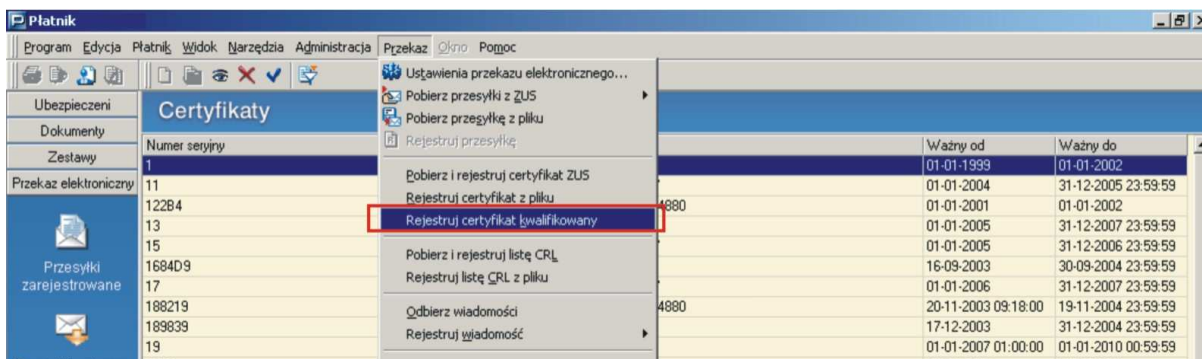 Płatnik
Program Edycja Płatnik Widok Narzędzia Administracja Przekaz Okno Pomoc
Ustawienia przekazu elektronicznego...
Pobierz przesyłki z ZUS
Pobierz przesyłkę z pliku
Rejestruj przesyłkę
Pobierz i rejestruj certyfikat ZUS
Rejestruj certyfikat z pliku
Rejestruj certyfikat kwalifikowany
Pobierz i rejestruj listę CRL
Rejestruj listę CRL z pliku
Odbierz wiadomości
Rejestruj wiadomość
Ubezpieczeni
Dokumenty
Zestawy
Przekaz elektroniczny
Przesyłki
zarejestrowane
Certyfikaty
Numer seryjny Ważny od Ważny do
1 01-01-1999 01-01-2002
11 01-01-2004 31-12-2005 23:59:59
122B4 4880 01-01-2001 01-01-2002
13 01-01-2005 31-12-2007 23:59:59
15 01-01-2005 31-12-2006 23:59:59
1684D9 16-09-2003 30-09-2004 23:59:59
17 01-01-2006 31-12-2007 23:59:59
188219 4880 20-11-2003 09:18:00 19-11-2004 23:59:59
189839 17-12-2003 31-12-2004 23:59:59
19 01-01-2007 01:00:00 01-01-2010 00:59:59